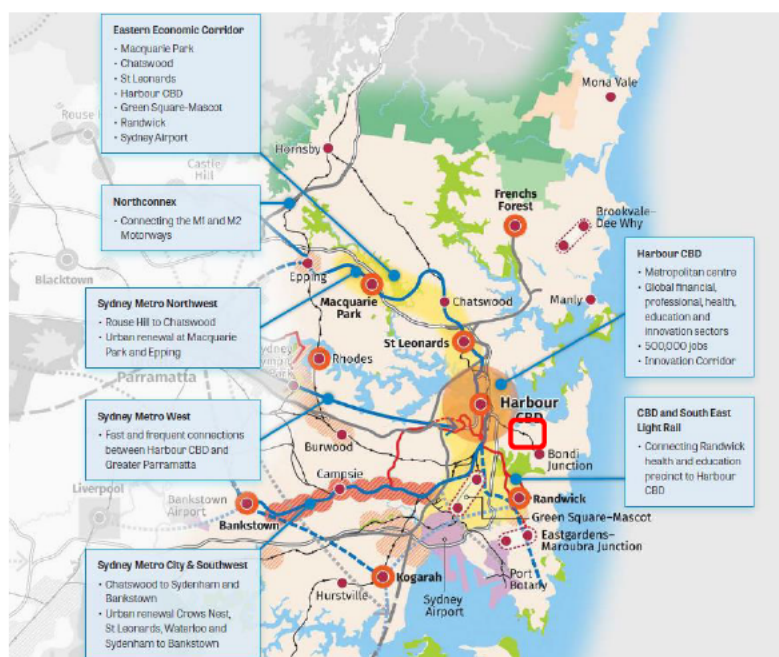 Eastern Economic Corridor
• Macquarie Park
• Chatswood
• St Leonards
• Harbour CBD
• Green Square-Mascot
• Randwick
• Sydney Airport
Northconnex
• Connecting the M1 and M2
Motorways
Sydney Metro Northwest
• Rouse Hill to Chatswood
• Urban renewal at Macquarie
Park and Epping
Sydney Metro West
• Fast and frequent connections
between Harbour CBD and
Greater Parramatta
Sydney Metro City & Southwest
• Chatswood to Sydenham and
Bankstown
• Urban renewal Crows Nest,
St Leonards, Waterloo and
Sydenham to Bankstown
Harbour CBD
• Metropolitan centre
• Global financial,
professional, health,
education and
innovation sectors
• 500,000 jobs
• Innovation Corridor
CBD and South East
Light Rail
• Connecting Randwick
health and education
precinct to Harbour
CBD
Mona Vale
Hornsby
Castle
Hill
Frenchs
Forest
Brookvale-
Dee Why
Blacktown
Epping
Macquarie
Park
Chatswood
Manly
St Leonards
Rhodes
Parramatta
Harbour
CBD
Burwood
Bondi
Junction
Campsie
Liverpool
Bankstown
Airport
Bankstown
Randwick
Green Square-Mascot
Eastgardens-
Maroubra Junction
Kogarah
Hurstville
Sydney
Airport
Port
Botany